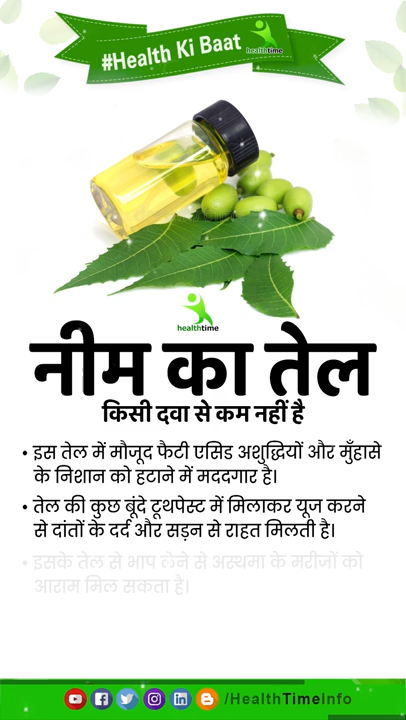 #Health Ki Baat
healthtime
healthtime
नीम का तेल
किसी दवा से कम नहीं है
• इस तेल में मौजूद फैटी एसिड अशुद्धियों और मुँहासे
के निशान को हटाने में मददगार है।
• तेल की कुछ बूंदे टूथपेस्ट में मिलाकर यूज करने
से दांतों के दर्द और सड़न से राहत मिलती है।
• इसके तेल से भाप लेने से अस्थमा के मरीजों को
आराम मिल सकता है।
/HealthTimeInfo